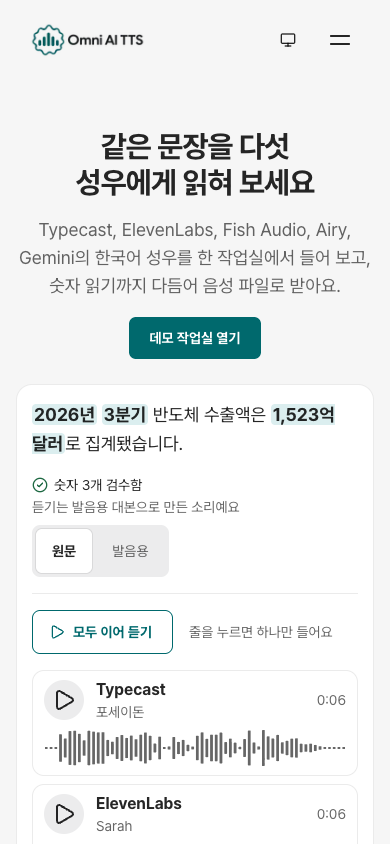 Omni AI TTS
같은 문장을 다섯
성우에게 읽혀 보세요
Typecast, ElevenLabs, Fish Audio, Airy,
Gemini의 한국어 성우를 한 작업실에서 들어 보고,
숫자 읽기까지 다듬어 음성 파일로 받아요.
데모 작업실 열기
2026년 3분기 반도체 수출액은 1,523억
달러로 집계됐습니다.
숫자 3개 검수함
듣기는 발음용 대본으로 만든 소리예요
원문 발음용
모두 이어 듣기 줄을 누르면 하나만 들어요
Typecast 0:06
포세이돈
ElevenLabs 0:06
Sarah